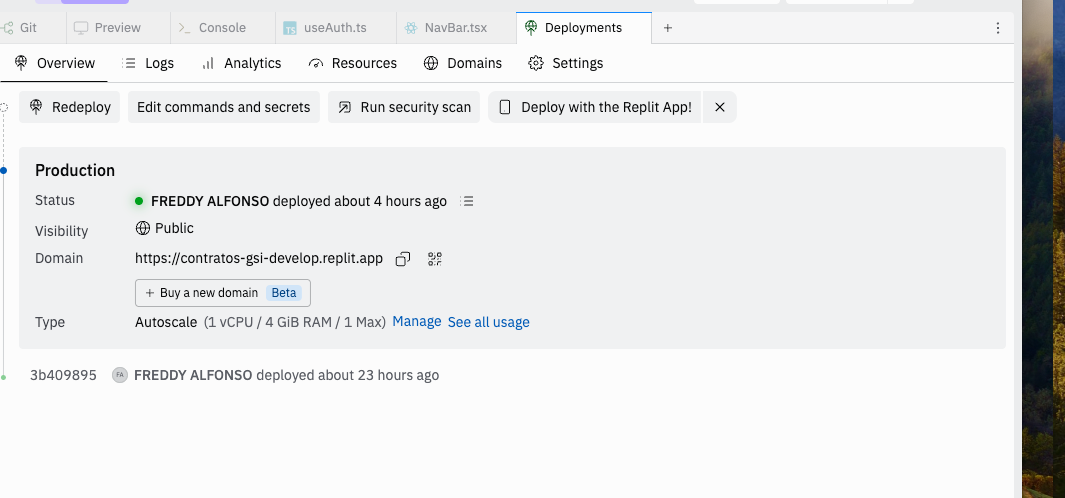 Git Preview Console useAuth.ts NavBar.tsx Deployments
Overview Logs Analytics Resources Domains Settings
Redeploy Edit commands and secrets Run security scan Deploy with the Replit App!
Production
Status FREDDY ALFONSO deployed about 4 hours ago
Visibility Public
Domain https://contratos-gsi-develop.replit.app
+ Buy a new domain Beta
Type Autoscale (1 vCPU / 4 GiB RAM / 1 Max) Manage See all usage
3b409895 FA FREDDY ALFONSO deployed about 23 hours ago